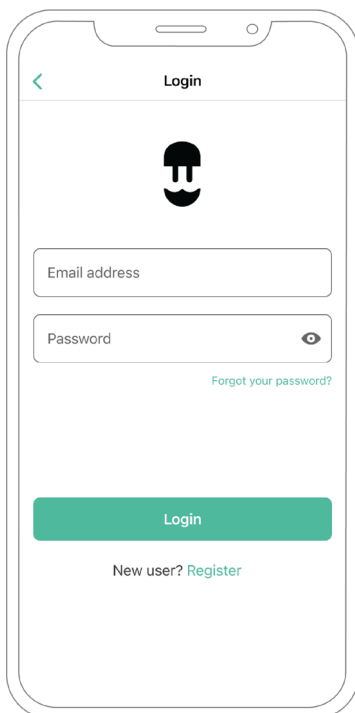 Login
Email address
Password
Forgot your password?
Login
New user? Register